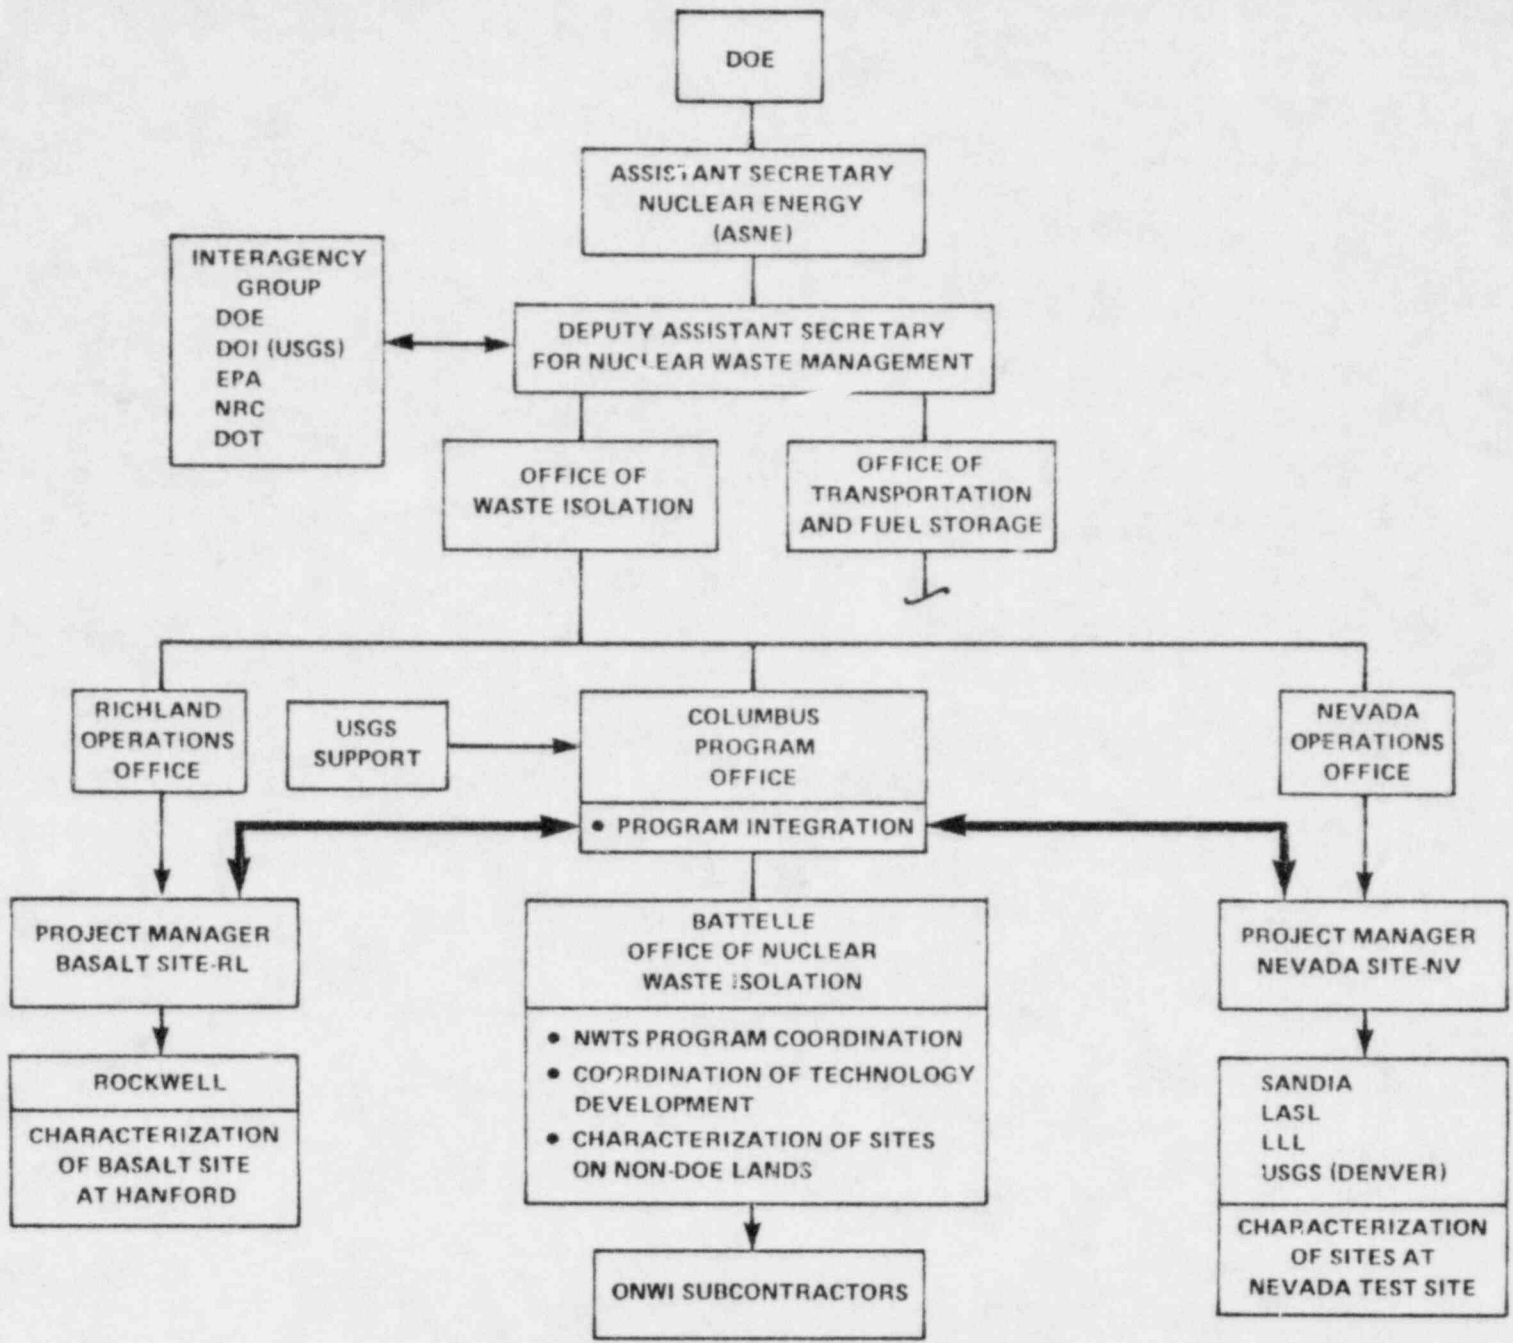 DOE
ASSISTANT SECRETARY
NUCLEAR ENERGY
(ASNE)
INTERAGENCY
GROUP
DOE
DOI (USGS)
EPA
NRC
DOT
DEPUTY ASSISTANT SECRETARY
FOR NUCLEAR WASTE MANAGEMENT
OFFICE OF
WASTE ISOLATION
OFFICE OF
TRANSPORTATION
AND FUEL STORAGE
RICHLAND
OPERATIONS
OFFICE
USGS
SUPPORT
COLUMBUS
PROGRAM
OFFICE
• PROGRAM INTEGRATION
NEVADA
OPERATIONS
OFFICE
PROJECT MANAGER
BASALT SITE-RL
BATTELLE
OFFICE OF NUCLEAR
WASTE ISOLATION
• NWTS PROGRAM COORDINATION
• COORDINATION OF TECHNOLOGY
DEVELOPMENT
• CHARACTERIZATION OF SITES
ON NON-DOE LANDS
PROJECT MANAGER
NEVADA SITE-NV
ROCKWELL
CHARACTERIZATION
OF BASALT SITE
AT HANFORD
SANDIA
LASL
LLL
USGS (DENVER)
CHARACTERIZATION
OF SITES AT
NEVADA TEST SITE
ONWI SUBCONTRACTORS